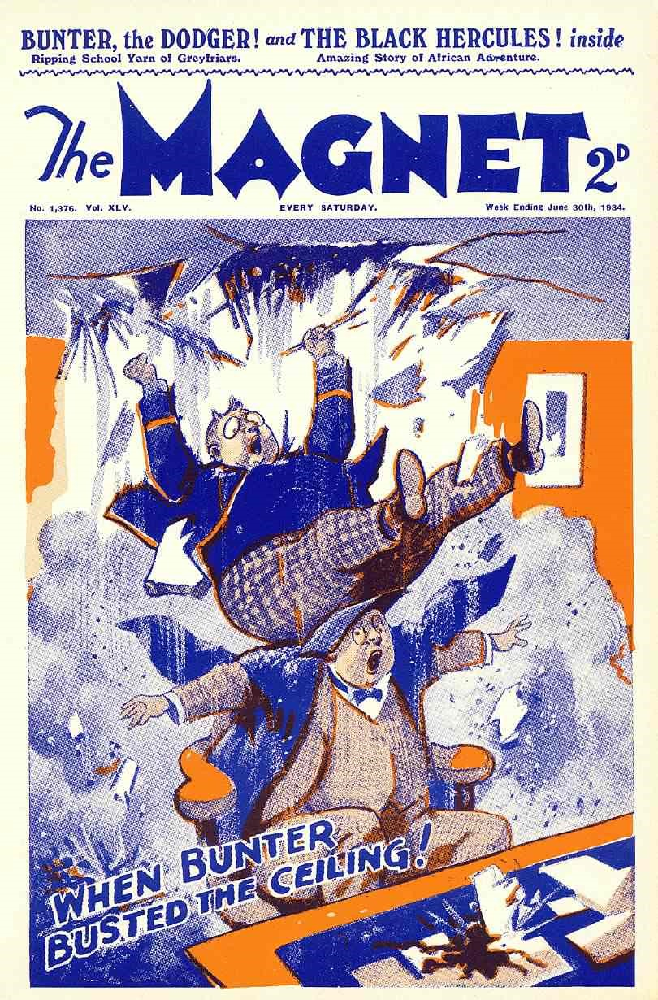 BUNTER, the DODGER! and THE BLACK HERCULES! inside
Ripping School Yarn of Greyfriars. Amazing Story of African Adventure.
The MAGNET 2D
No. 1,376. Vol. XLV. EVERY SATURDAY. Week Ending June 30th, 1934.
WHEN BUNTER
BUSTED THE CEILING!